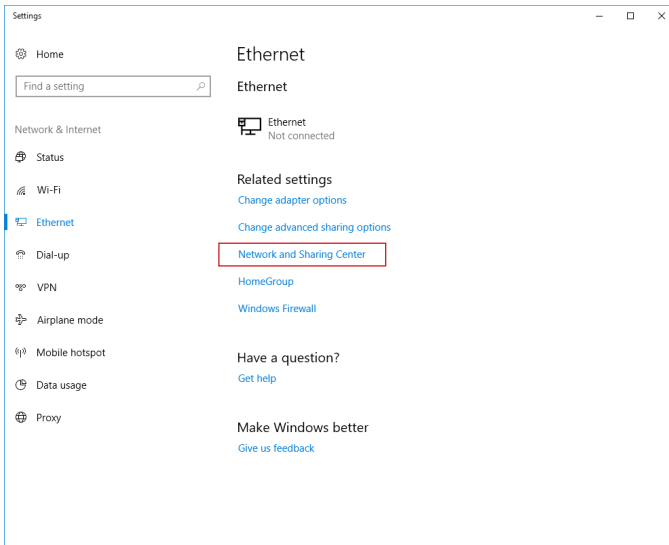 Settings
Home
Find a setting
Network & Internet
Status
Wi-Fi
Ethernet
Dial-up
VPN
Airplane mode
Mobile hotspot
Data usage
Proxy
Ethernet
Ethernet
Ethernet
Not connected
Related settings
Change adapter options
Change advanced sharing options
Network and Sharing Center
HomeGroup
Windows Firewall
Have a question?
Get help
Make Windows better
Give us feedback